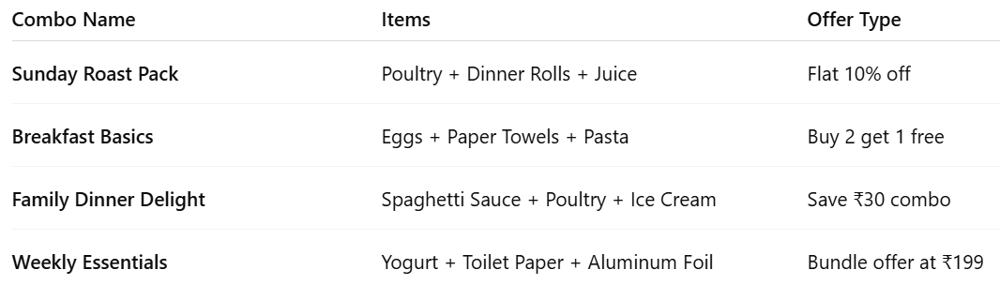 Combo Name Items Offer Type
Sunday Roast Pack Poultry + Dinner Rolls + Juice Flat 10% off
Breakfast Basics Eggs + Paper Towels + Pasta Buy 2 get 1 free
Family Dinner Delight Spaghetti Sauce + Poultry + Ice Cream Save ₹30 combo
Weekly Essentials Yogurt + Toilet Paper + Aluminum Foil Bundle offer at ₹199